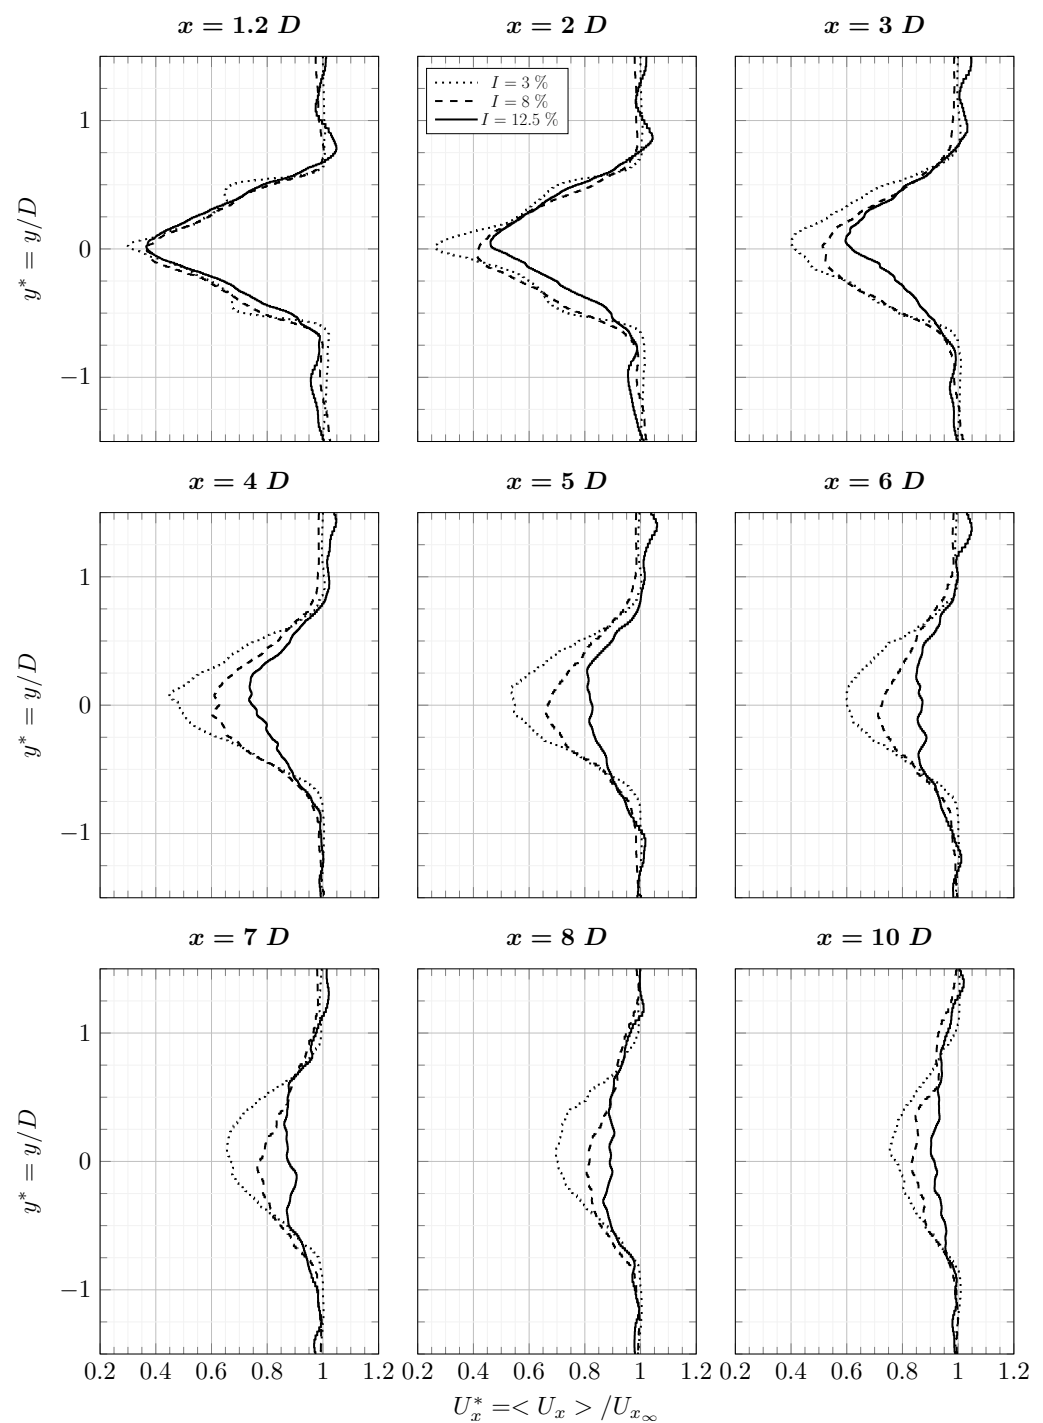 x = 1.2 D
x = 2 D
x = 3 D
I = 3 %
I = 8 %
I = 12.5 %
1
0
−1
y* = y/D
x = 4 D
x = 5 D
x = 6 D
1
0
−1
y* = y/D
x = 7 D
x = 8 D
x = 10 D
1
0
−1
y* = y/D
0.2 0.4 0.6 0.8 1 1.2 0.2 0.4 0.6 0.8 1 1.2 0.2 0.4 0.6 0.8 1 1.2
U*ₓ =< Uₓ > /Uₓ∞